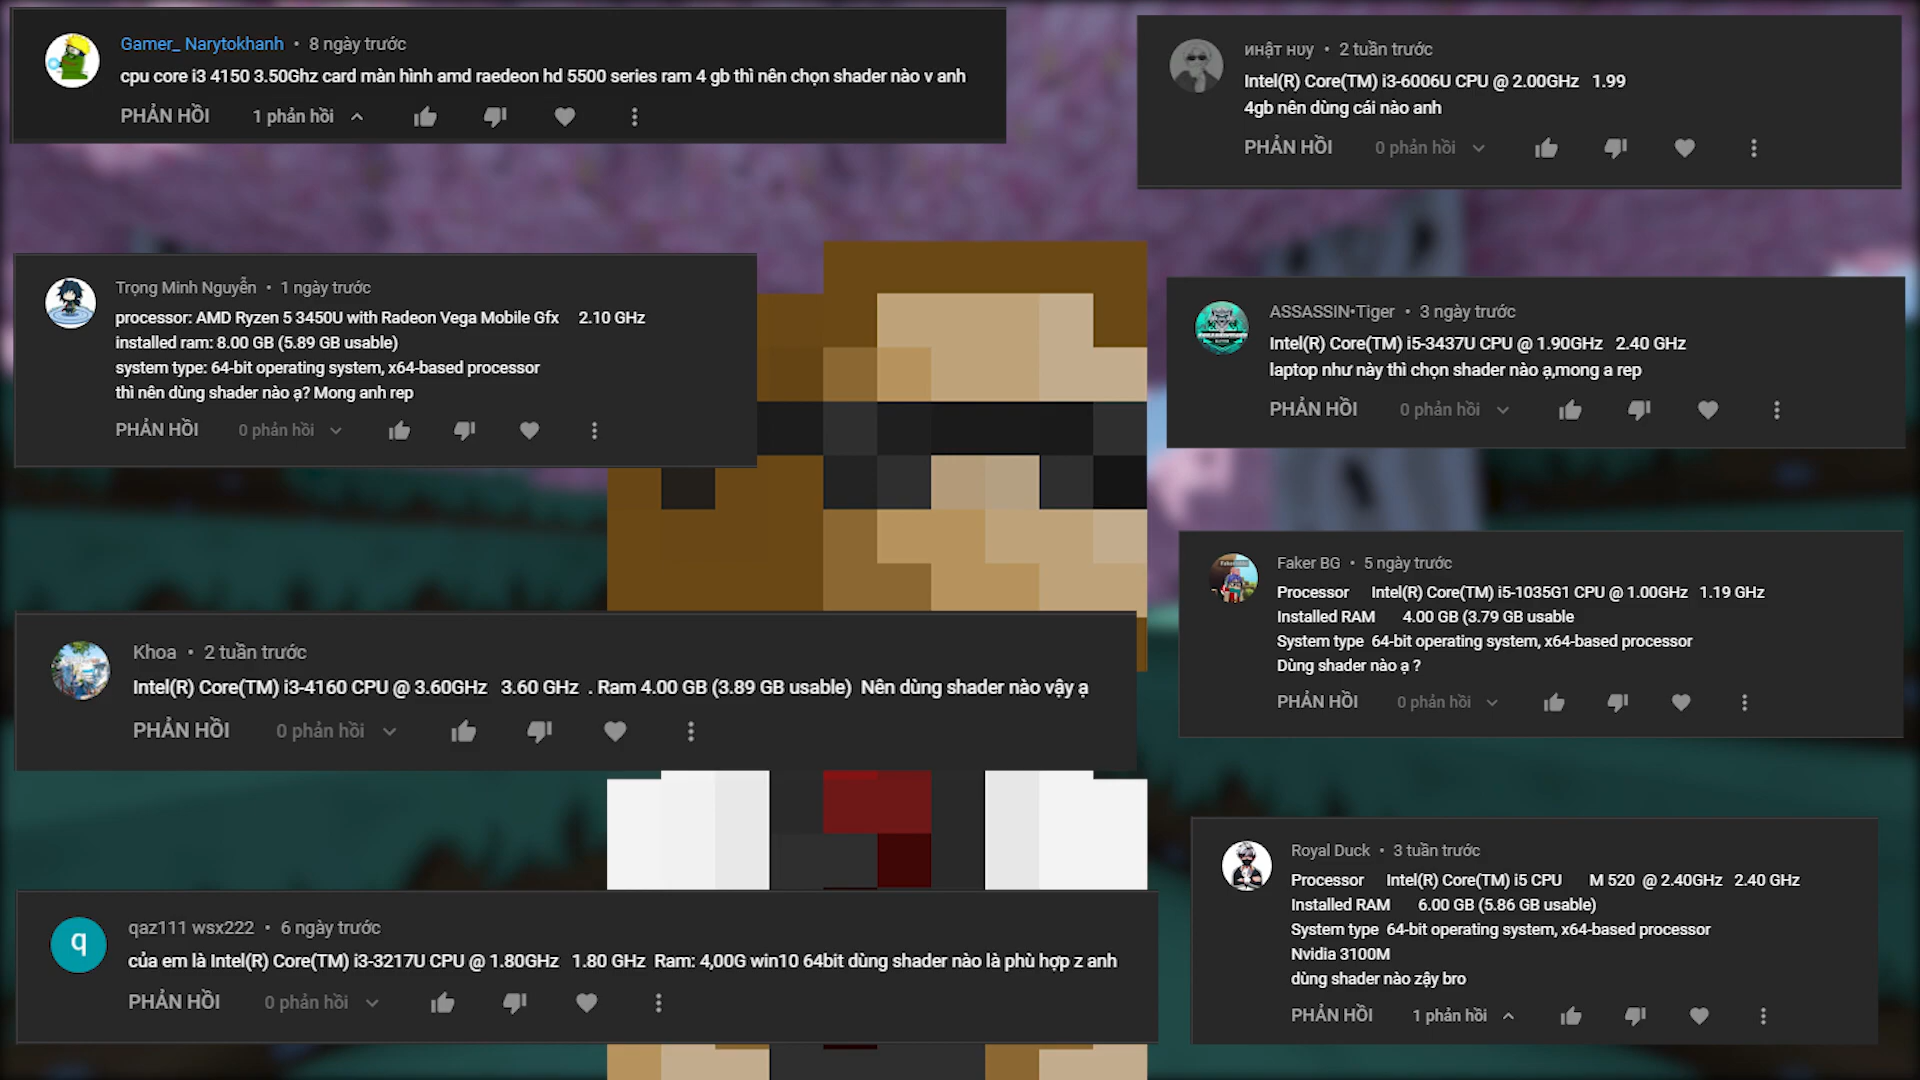 Gamer_ Narytokhanh • 8 ngày trước
cpu core i3 4150 3.50Ghz card màn hình amd raedeon hd 5500 series ram 4 gb thì nên chọn shader nào v anh
PHẢN HỒI 1 phản hồi
Trọng Minh Nguyễn • 1 ngày trước
processor: AMD Ryzen 5 3450U with Radeon Vega Mobile Gfx 2.10 GHz
installed ram: 8.00 GB (5.89 GB usable)
system type: 64-bit operating system, x64-based processor
thì nên dùng shader nào ạ? Mong anh rep
PHẢN HỒI 0 phản hồi
Khoa • 2 tuần trước
Intel(R) Core(TM) i3-4160 CPU @ 3.60GHz 3.60 GHz . Ram 4.00 GB (3.89 GB usable) Nên dùng shader nào vậy ạ
PHẢN HỒI 0 phản hồi
q
qaz111 wsx222 • 6 ngày trước
của em là Intel(R) Core(TM) i3-3217U CPU @ 1.80GHz 1.80 GHz Ram: 4,00G win10 64bit dùng shader nào là phù hợp z anh
PHẢN HỒI 0 phản hồi
ᴎʜậᴛ ʜᴜʏ • 2 tuần trước
Intel(R) Core(TM) i3-6006U CPU @ 2.00GHz 1.99
4gb nên dùng cái nào anh
PHẢN HỒI 0 phản hồi
ASSASSIN•Tiger • 3 ngày trước
Intel(R) Core(TM) i5-3437U CPU @ 1.90GHz 2.40 GHz
laptop như này thì chọn shader nào ạ,mong a rep
PHẢN HỒI 0 phản hồi
Faker BG • 5 ngày trước
Processor Intel(R) Core(TM) i5-1035G1 CPU @ 1.00GHz 1.19 GHz
Installed RAM 4.00 GB (3.79 GB usable
System type 64-bit operating system, x64-based processor
Dùng shader nào ạ ?
PHẢN HỒI 0 phản hồi
Royal Duck • 3 tuần trước
Processor Intel(R) Core(TM) i5 CPU M 520 @ 2.40GHz 2.40 GHz
Installed RAM 6.00 GB (5.86 GB usable)
System type 64-bit operating system, x64-based processor
Nvidia 3100M
dùng shader nào zậy bro
PHẢN HỒI 1 phản hồi